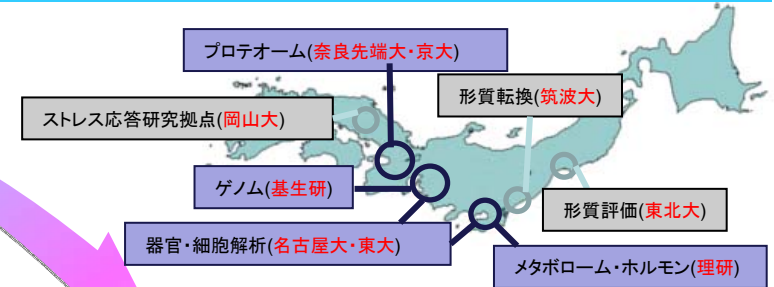 プロテオーム(奈良先端大・京大)
形質転換(筑波大)
ストレス応答研究拠点(岡山大)
ゲノム(基生研)
形質評価(東北大)
器官・細胞解析(名古屋大・東大)
メタボローム・ホルモン(理研)